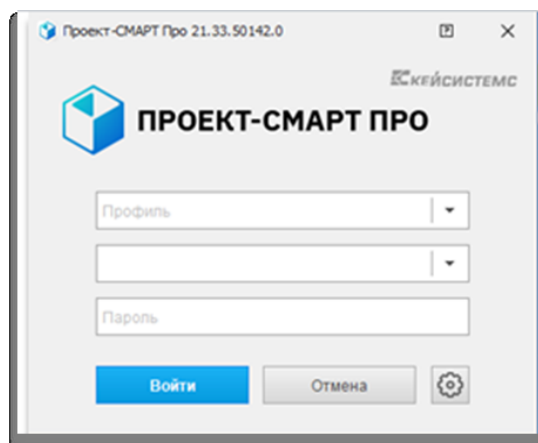 Проект-СМАРТ Про 21.33.50142.0
КЕЙСИСТЕМС
ПРОЕКТ-СМАРТ ПРО
Профиль
Пароль
Войти
Отмена